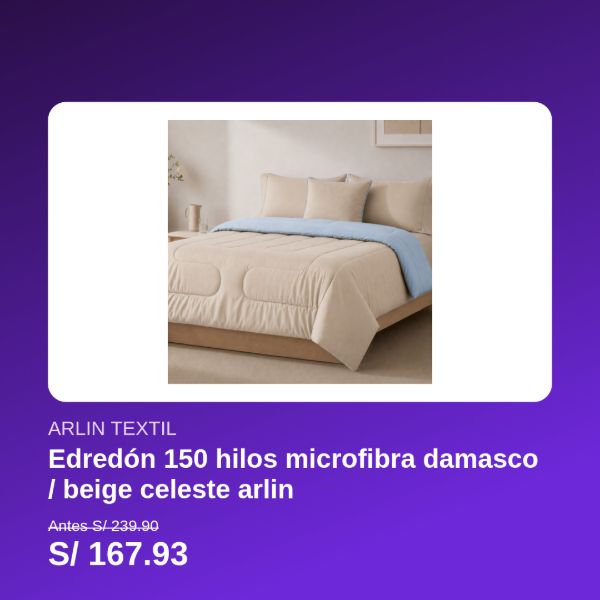 ARLIN TEXTIL
Edredón 150 hilos microfibra damasco
/ beige celeste arlin
Antes S/ 239.90
S/ 167.93